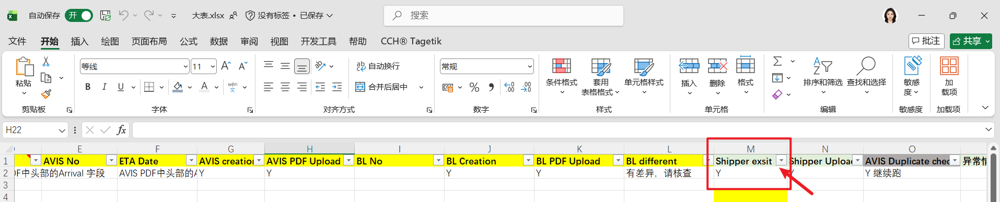 自动保存 开 大表.xlsx 没有标签 • 已保存 搜索
文件 开始 插入 绘图 页面布局 公式 数据 审阅 视图 开发工具 帮助 CCH® Tagetik 批注 共享
等线 11 ab c 自动换行 常规
粘贴 B I U A wén 文 合并后居中 % 条件格式 套用 表格格式 单元格样式 插入 删除 格式 排序和筛选 查找和选择 敏感度 加载项
剪贴板 字体 对齐方式 数字 样式 单元格 编辑 敏感度 加载项
H22 fx
E F G H I J K L M N O
1 AVIS No ETA Date AVIS creation AVIS PDF Upload BL No BL Creation BL PDF Upload BL different Shipper exsit Shipper Upload AVIS Duplicate chec 异常情
2 DF中头部的Arrival 字段 AVIS PDF中头部的A Y Y Y Y 有差异，请核查 Y Y Y 继续跑
3
4